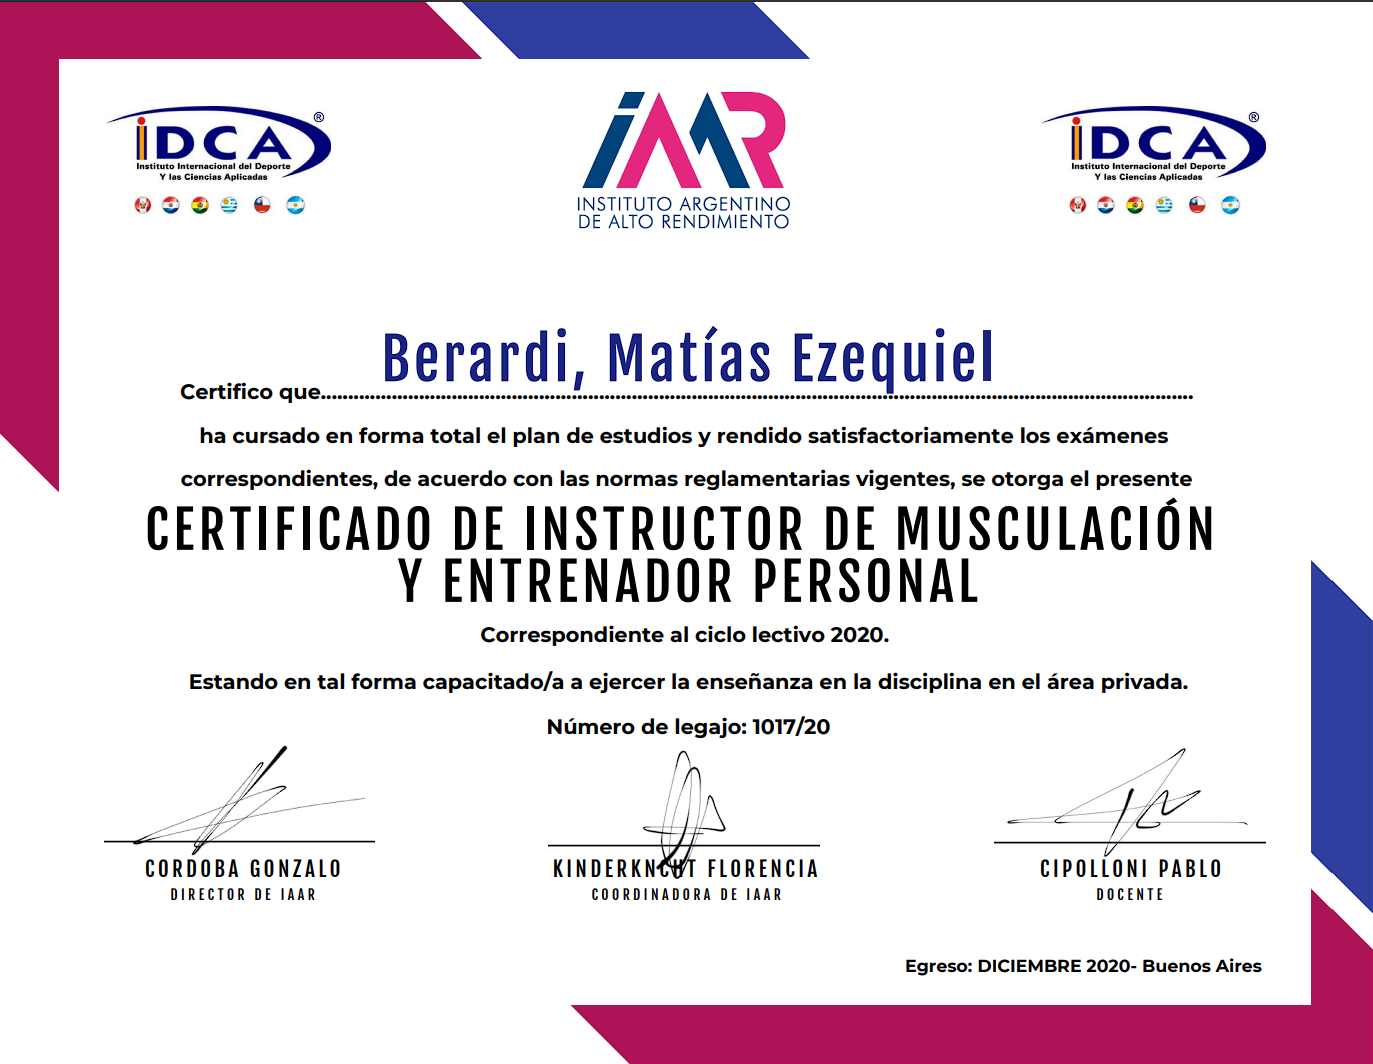 iDCA ®
Instituto Internacional del Deporte
Y las Ciencias Aplicadas
iAAR
INSTITUTO ARGENTINO
DE ALTO RENDIMIENTO
iDCA ®
Instituto Internacional del Deporte
Y las Ciencias Aplicadas
Berardi, Matías Ezequiel
Certifico que
ha cursado en forma total el plan de estudios y rendido satisfactoriamente los exámenes
correspondientes, de acuerdo con las normas reglamentarias vigentes, se otorga el presente
CERTIFICADO DE INSTRUCTOR DE MUSCULACIÓN
Y ENTRENADOR PERSONAL
Correspondiente al ciclo lectivo 2020.
Estando en tal forma capacitado/a a ejercer la enseñanza en la disciplina en el área privada.
Número de legajo: 1017/20
CORDOBA GONZALO
DIRECTOR DE IAAR
FLORENCIA
COORDINADORA DE IAAR
CIPOLLONI PABLO
DOCENTE
Egreso: DICIEMBRE 2020- Buenos Aires